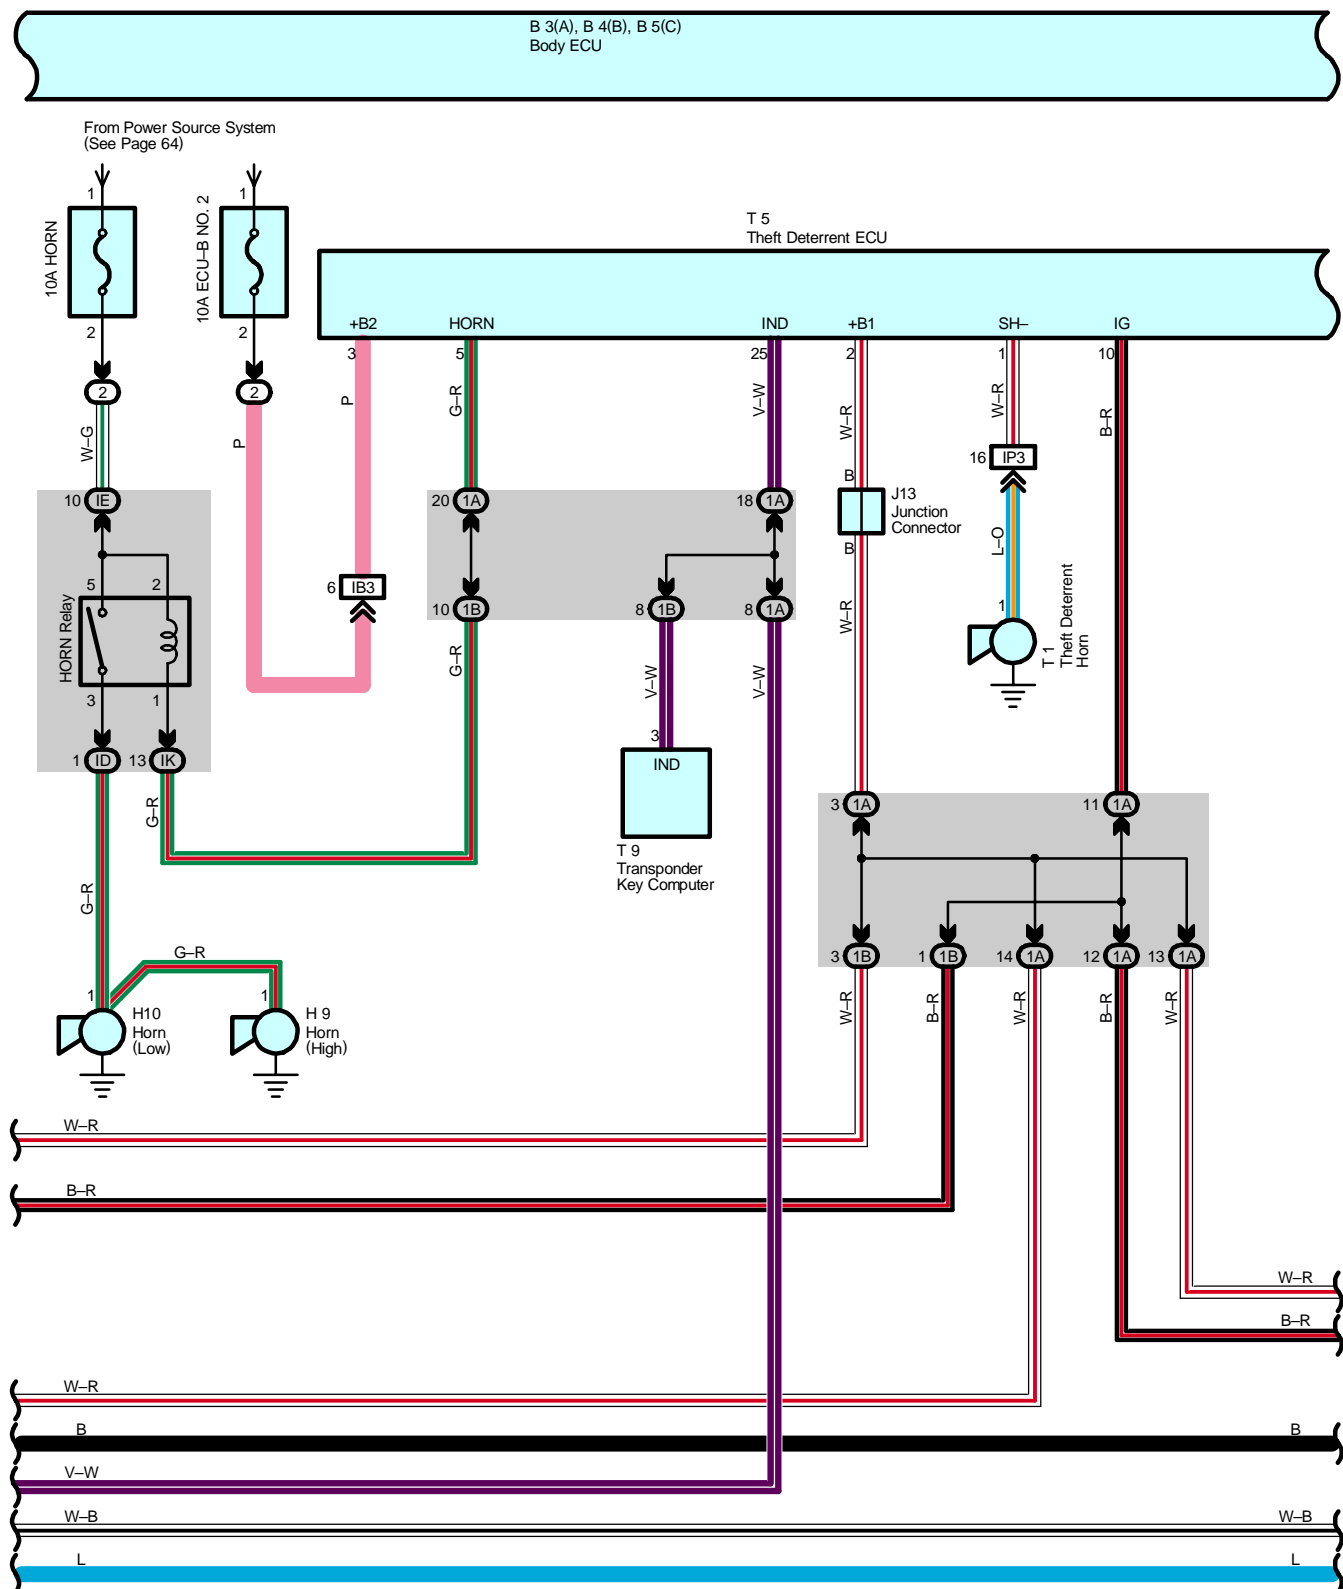 B 3(A), B 4(B), B 5(C)
Body ECU
From Power Source System
(See Page 64)
1
1
10A HORN
10A ECU–B NO. 2
2
2
2
2
T 5
Theft Deterrent ECU
+B2
HORN
IND
+B1
SH–
IG
3
5
25
2
1
10
W–G
P
P
G–R
V–W
W–R
W–R
B–R
10 IE
20 1A
18 1A
B
J13
Junction
Connector
B
16 IP3
L–O
5
2
HORN Relay
3
1
6 IB3
10 1B
8 1B
8 1A
W–R
1
T 1
Theft Deterrent
Horn
G–R
V–W
V–W
1 ID
13 IK
3
IND
T 9
Transponder
Key Computer
G–R
G–R
3 1A
11 1A
G–R
3 1B
1 1B
14 1A
12 1A
13 1A
W–R
B–R
W–R
B–R
W–R
1
H10
Horn
(Low)
1
H 9
Horn
(High)
W–R
B–R
W–R
B–R
W–R
B
B
V–W
W–B
W–B
L
L